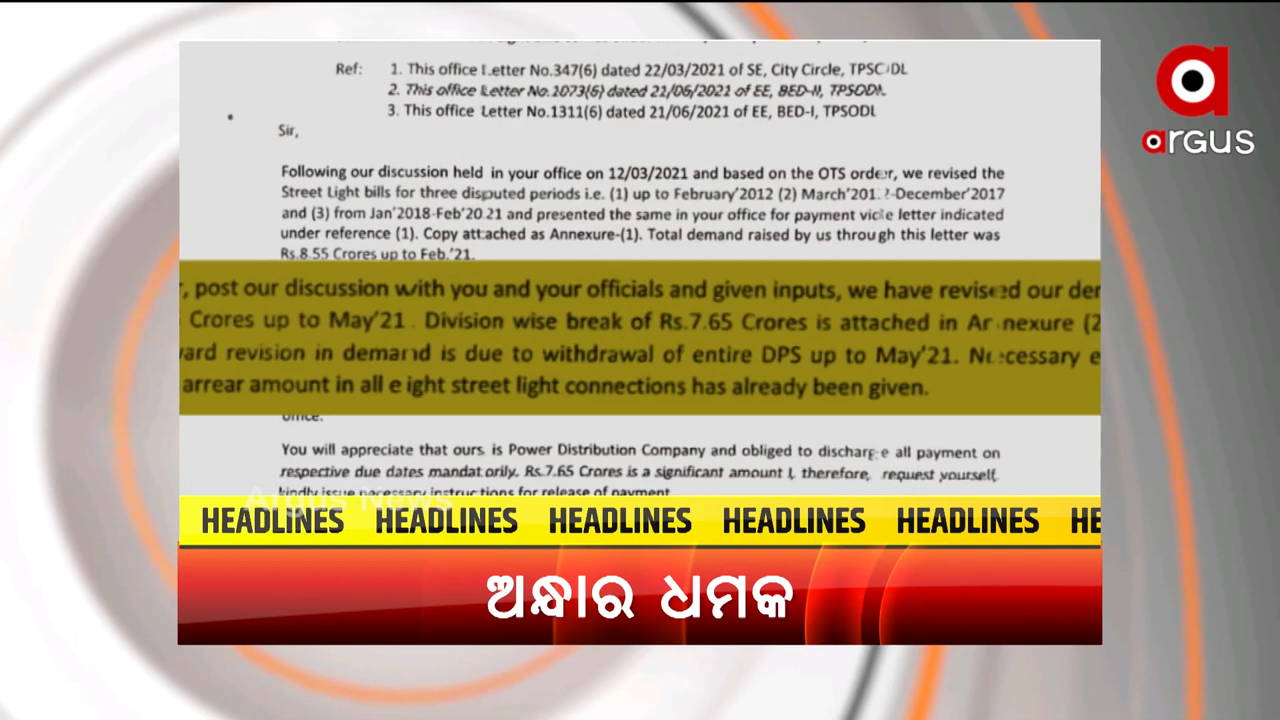 Ref: 1. This office Letter No.347(6) dated 22/03/2021 of SE, City Circle, TPSODL
2. This office Letter No.1073(6) dated 21/06/2021 of EE, BED-II, TPSODL
3. This office Letter No.1311(6) dated 21/06/2021 of EE, BED-I, TPSODL
Sir,
Following our discussion held in your office on 12/03/2021 and based on the OTS order, we revised the
Street Light bills for three disputed periods i.e. (1) up to February'2012 (2) March'2012-December'2017
and (3) from Jan'2018-Feb'2021 and presented the same in your office for payment vide letter indicated
under reference (1). Copy attached as Annexure-(1). Total demand raised by us through this letter was
Rs.8.55 Crores up to Feb.'21.
, post our discussion with you and your officials and given inputs, we have revised our
Crores up to May'21. Division wise break of Rs.7.65 Crores is attached in Annexure (2
revision in demand is due to withdrawal of entire DPS up to May'21. Necessary
arrear amount in all eight street light connections has already been given.
office.
You will appreciate that ours is Power Distribution Company and obliged to discharge all payment on
respective due dates mandatorily. Rs.7.65 Crores is a significant amount therefore, request yourself,
kindly issue necessary instructions for release of payment
Argus News
HEADLINES HEADLINES HEADLINES HEADLINES HEADLINES HE
ଅନ୍ଧାର ଧମକ
argus